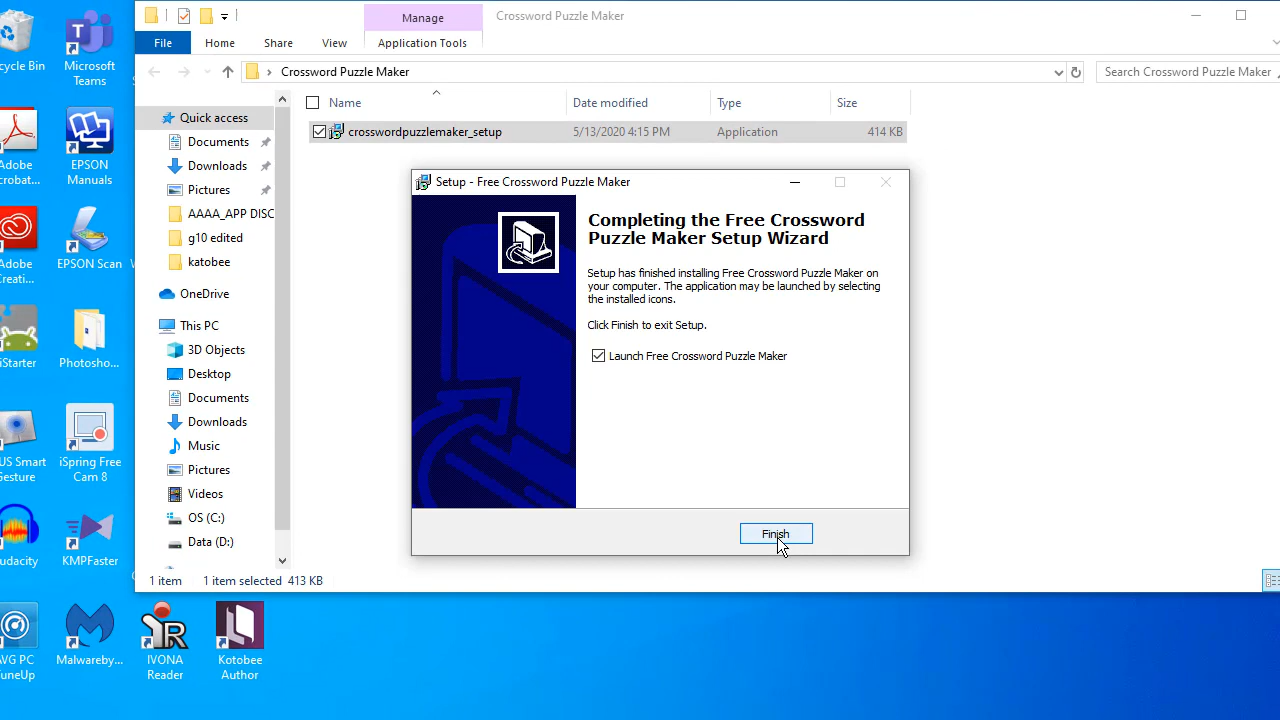 Manage
Crossword Puzzle Maker
File
Home
Share
View
Application Tools
Crossword Puzzle Maker
Search Crossword Puzzle Maker
Name
Date modified
Type
Size
crosswordpuzzlemaker_setup
5/13/2020 4:15 PM
Application
414 KB
Quick access
Documents
Downloads
Pictures
AAAA_APP DISC
g10 edited
katobee
OneDrive
This PC
3D Objects
Desktop
Documents
Downloads
Music
Pictures
Videos
OS (C:)
Data (D:)
1 item
1 item selected
413 KB
Setup - Free Crossword Puzzle Maker
Completing the Free Crossword
Puzzle Maker Setup Wizard
Setup has finished installing Free Crossword Puzzle Maker on
your computer. The application may be launched by selecting
the installed icons.
Click Finish to exit Setup.
Launch Free Crossword Puzzle Maker
Finish
cycle Bin
Microsoft
Teams
Adobe
crobat...
EPSON
Manuals
Adobe
Creati...
EPSON Scan
iStarter
Photosho...
US Smart
Gesture
iSpring Free
Cam 8
udacity
KMPFaster
AVG PC
TuneUp
Malwareby...
IVONA
Reader
Kotobee
Author